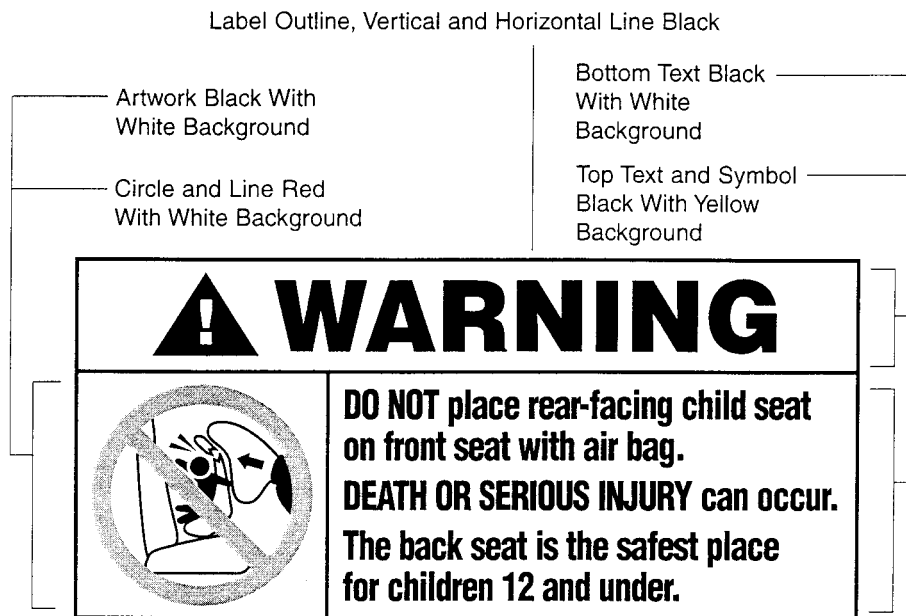 Label Outline, Vertical and Horizontal Line Black
Artwork Black With
White Background
Circle and Line Red
With White Background
Bottom Text Black
With White
Background
Top Text and Symbol
Black With Yellow
Background
! WARNING
DO NOT place rear-facing child seat
on front seat with air bag.
DEATH OR SERIOUS INJURY can occur.
The back seat is the safest place
for children 12 and under.